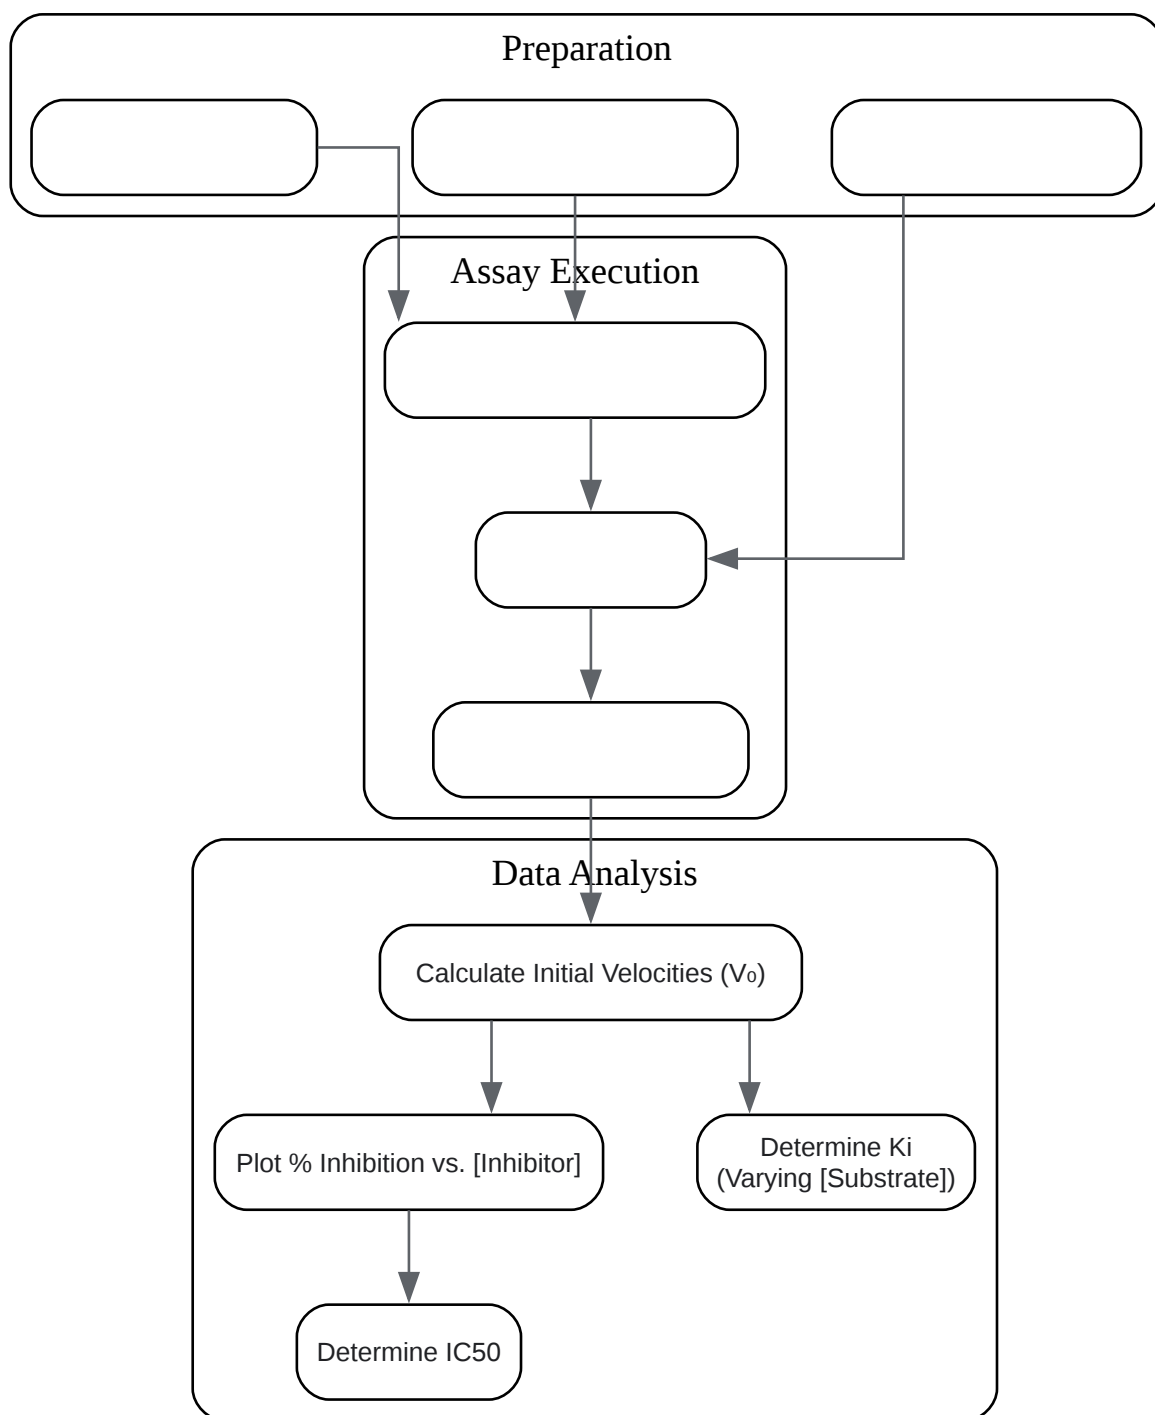 Preparation
Assay Execution
Data Analysis
Calculate Initial Velocities (V₀)
Plot % Inhibition vs. [Inhibitor]
Determine Ki
(Varying [Substrate])
Determine IC50